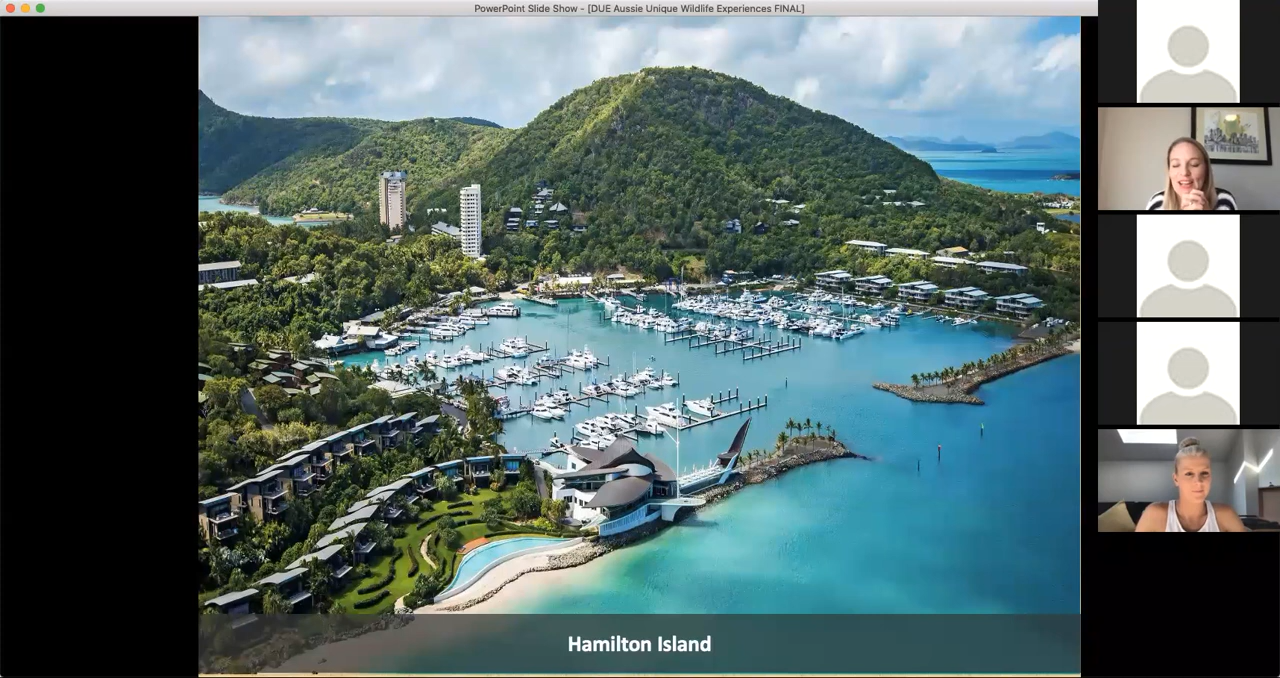 PowerPoint Slide Show - [DUE Aussie Unique Wildlife Experiences FINAL]
Hamilton Island